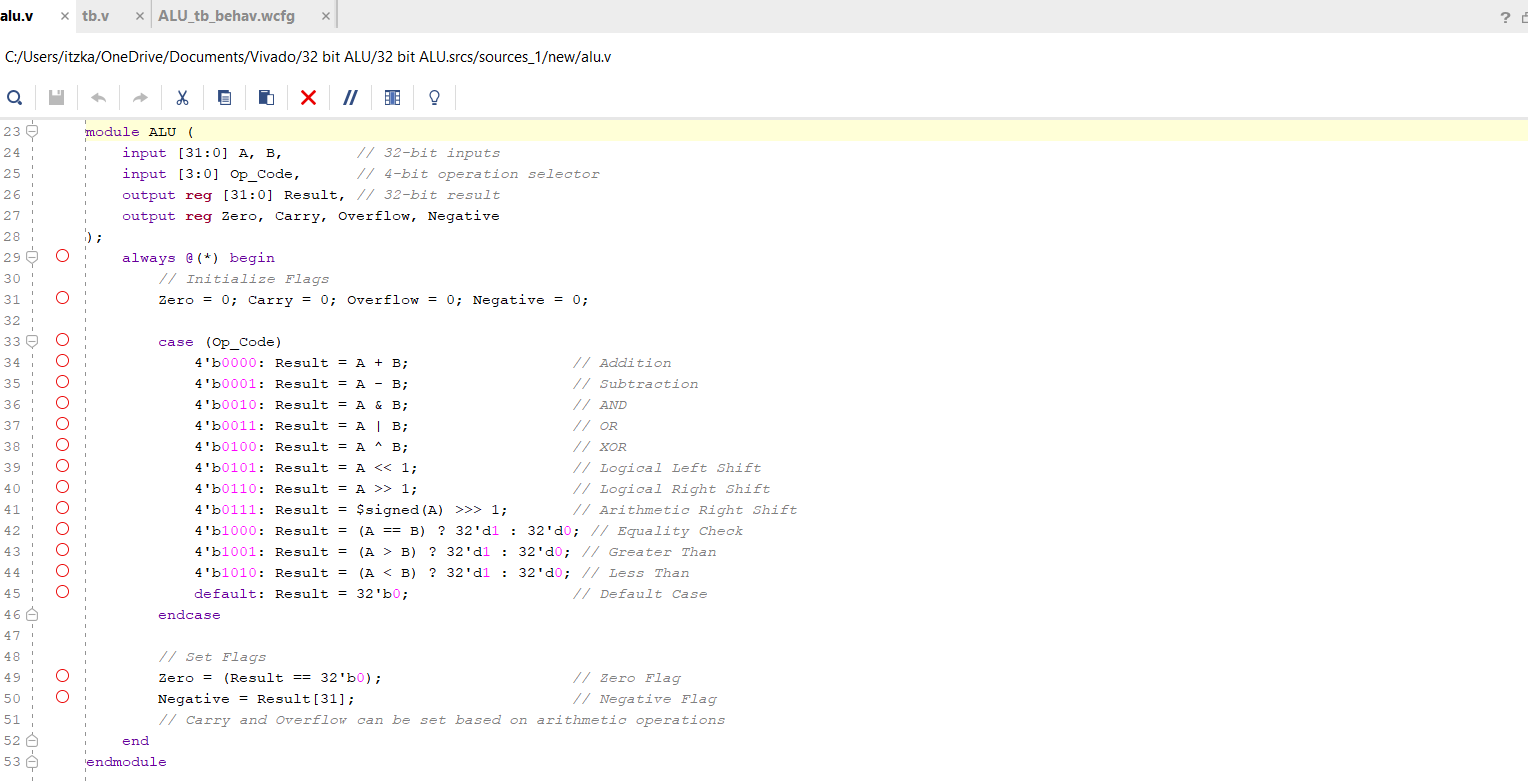 alu.v × tb.v × ALU_tb_behav.wcfg × ?
C:/Users/itzka/OneDrive/Documents/Vivado/32 bit ALU/32 bit ALU.srcs/sources_1/new/alu.v
23 module ALU (
24     input [31:0] A, B,        // 32-bit inputs
25     input [3:0] Op_Code,      // 4-bit operation selector
26     output reg [31:0] Result, // 32-bit result
27     output reg Zero, Carry, Overflow, Negative
28 );
29     always @(*) begin
30         // Initialize Flags
31         Zero = 0; Carry = 0; Overflow = 0; Negative = 0;
32
33         case (Op_Code)
34             4'b0000: Result = A + B;                  // Addition
35             4'b0001: Result = A - B;                  // Subtraction
36             4'b0010: Result = A & B;                  // AND
37             4'b0011: Result = A | B;                  // OR
38             4'b0100: Result = A ^ B;                  // XOR
39             4'b0101: Result = A << 1;                 // Logical Left Shift
40             4'b0110: Result = A >> 1;                 // Logical Right Shift
41             4'b0111: Result = $signed(A) >>> 1;       // Arithmetic Right Shift
42             4'b1000: Result = (A == B) ? 32'd1 : 32'd0; // Equality Check
43             4'b1001: Result = (A > B) ? 32'd1 : 32'd0; // Greater Than
44             4'b1010: Result = (A < B) ? 32'd1 : 32'd0; // Less Than
45             default: Result = 32'b0;                  // Default Case
46         endcase
47
48         // Set Flags
49         Zero = (Result == 32'b0);                     // Zero Flag
50         Negative = Result[31];                        // Negative Flag
51         // Carry and Overflow can be set based on arithmetic operations
52     end
53 endmodule